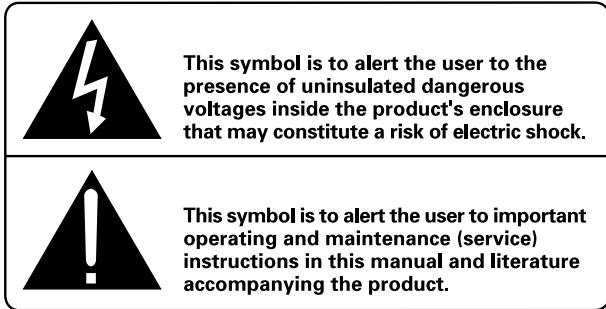 This symbol is to alert the user to the
presence of uninsulated dangerous
voltages inside the product's enclosure
that may constitute a risk of electric shock.
This symbol is to alert the user to important
operating and maintenance (service)
instructions in this manual and literature
accompanying the product.